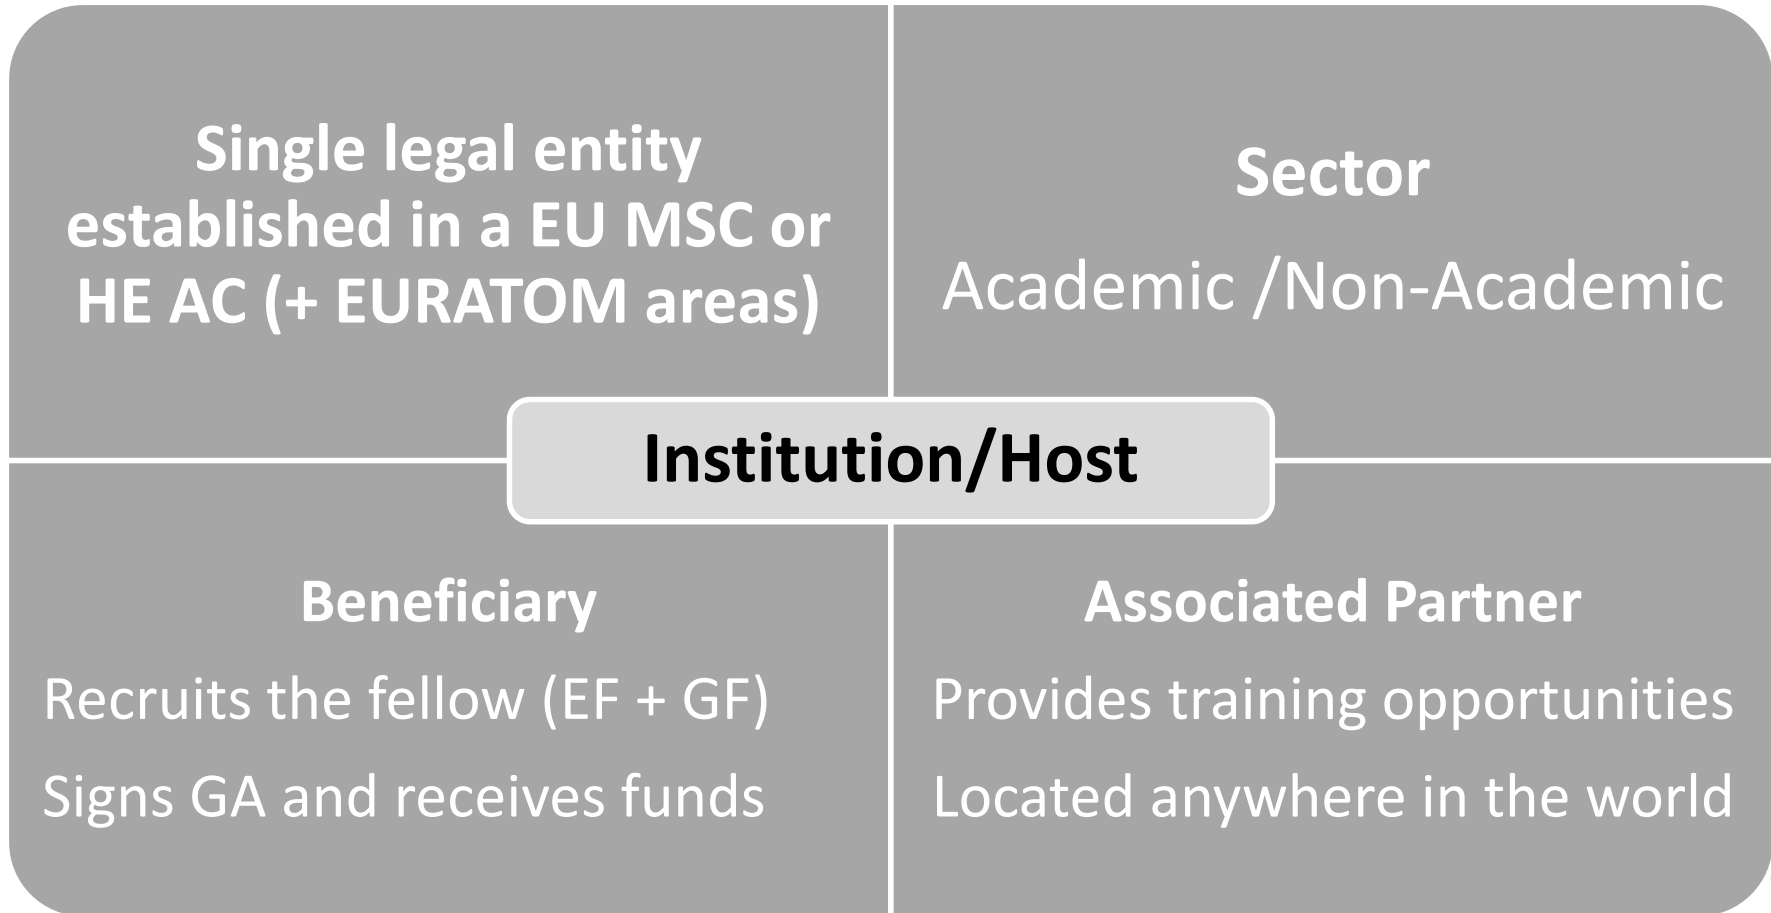 Single legal entity
established in a EU MSC or
HE AC (+ EURATOM areas)
Sector
Academic /Non-Academic
Institution/Host
Beneficiary
Recruits the fellow (EF + GF)
Signs GA and receives funds
Associated Partner
Provides training opportunities
Located anywhere in the world